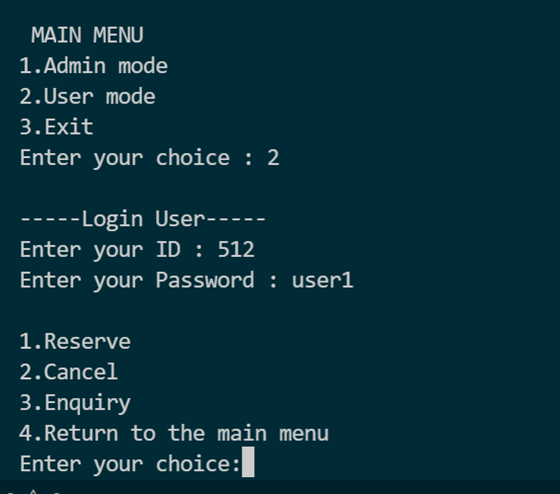 MAIN MENU
1.Admin mode
2.User mode
3.Exit
Enter your choice : 2
-----Login User-----
Enter your ID : 512
Enter your Password : user1
1.Reserve
2.Cancel
3.Enquiry
4.Return to the main menu
Enter your choice: